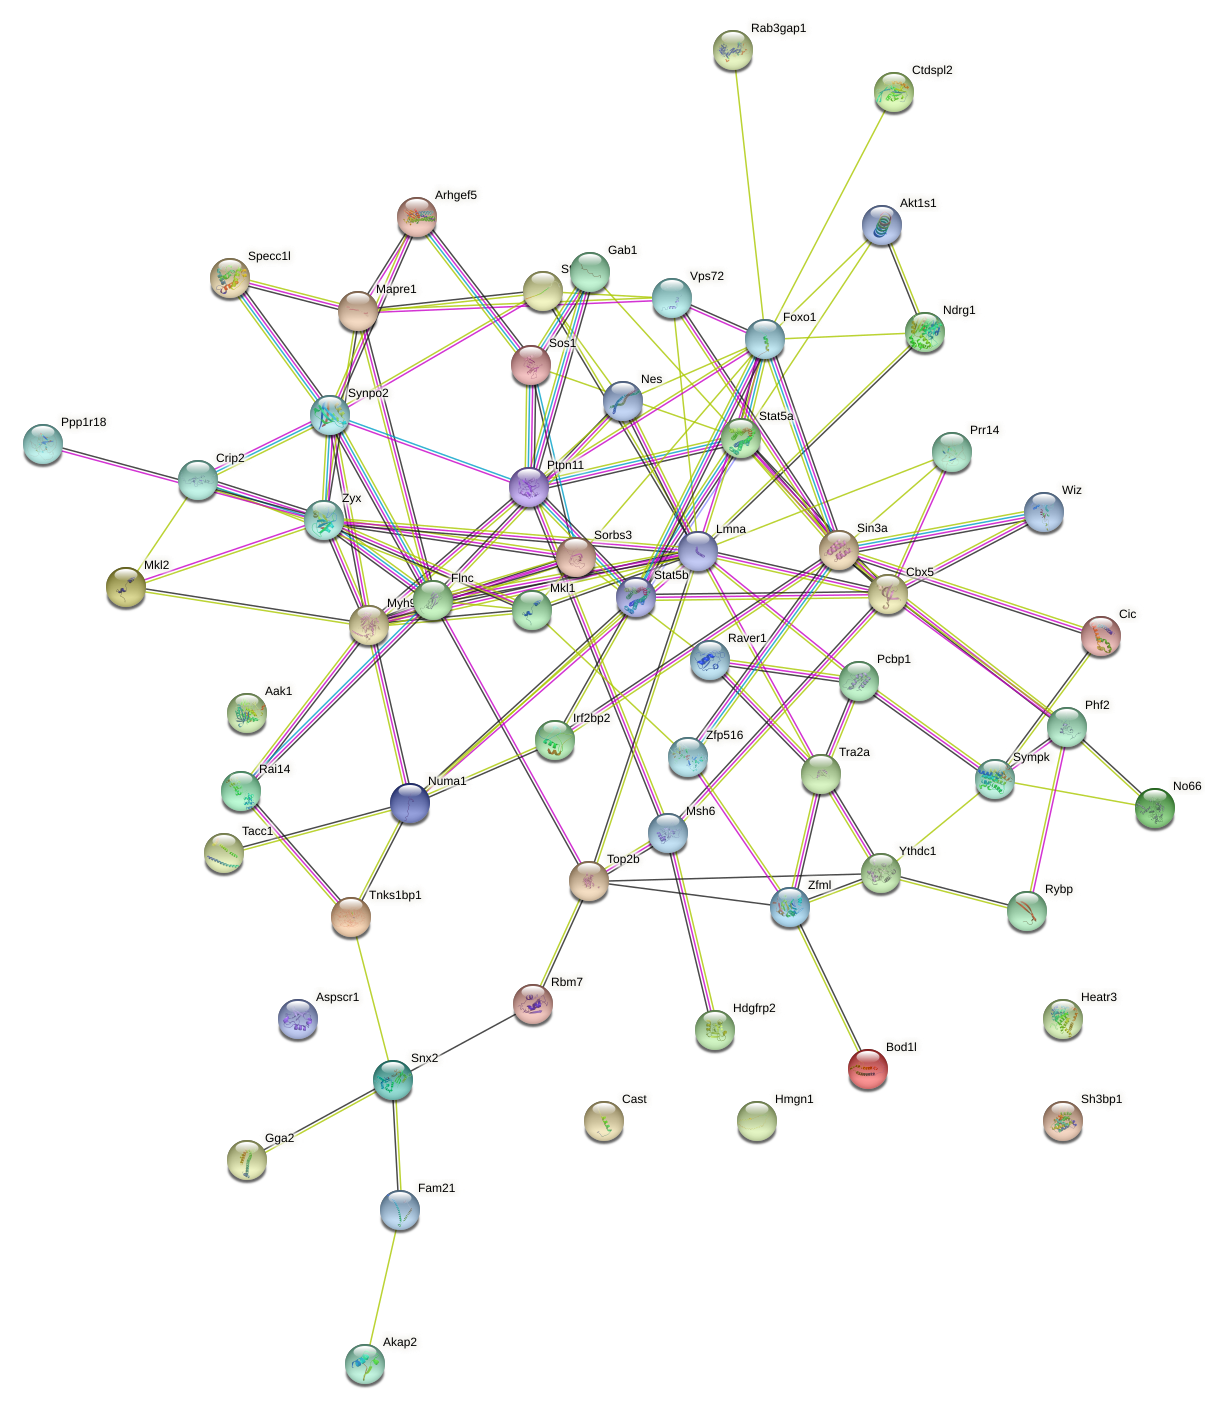 Rab3gap1
Ctdspl2
Arhgef5
Akt1s1
Gab1
Specc1l
Vps72
Mapre1
Foxo1
Ndrg1
Sos1
Nes
Synpo2
Stat5a
Ppp1r18
Prr14
Crip2
Ptpn11
Wiz
Zyx
Lmna
Sin3a
Sorbs3
Mkl2
Flnc
Stat5b
Cbx5
Mkl1
Myh9
Cic
Raver1
Pcbp1
Aak1
Phf2
Irf2bp2
Zfp516
Tra2a
Rai14
Numa1
Sympk
No66
Tacc1
Msh6
Top2b
Ythdc1
Tnks1bp1
Zfml
Rybp
Rbm7
Aspscr1
Hdgfrp2
Heatr3
Snx2
Bod1l
Cast
Hmgn1
Sh3bp1
Gga2
Fam21
Akap2